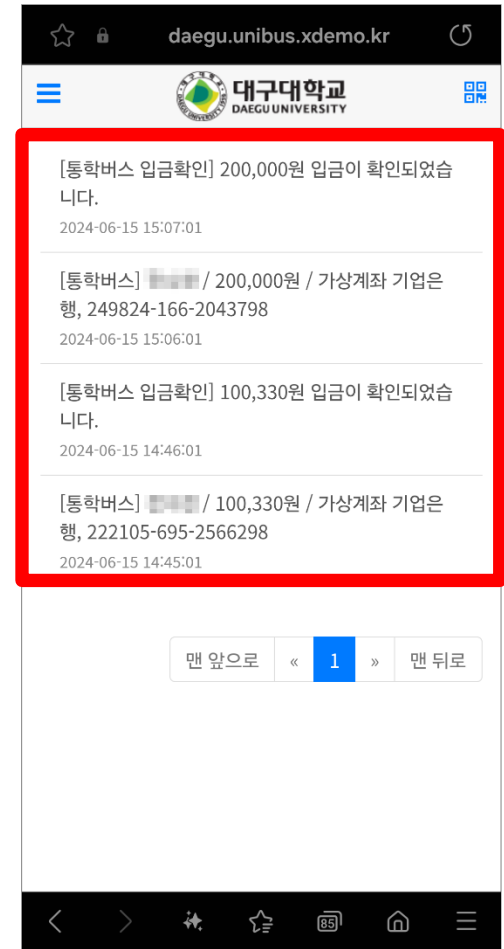 daegu.unibus.xdemo.kr
대구대학교
DAEGU UNIVERSITY
[통학버스 입금확인] 200,000원 입금이 확인되었습
니다.
2024-06-15 15:07:01
[통학버스] / 200,000원 / 가상계좌 기업은
행, 249824-166-2043798
2024-06-15 15:06:01
[통학버스 입금확인] 100,330원 입금이 확인되었습
니다.
2024-06-15 14:46:01
[통학버스] / 100,330원 / 가상계좌 기업은
행, 222105-695-2566298
2024-06-15 14:45:01
맨 앞으로 « 1 » 맨 뒤로
85